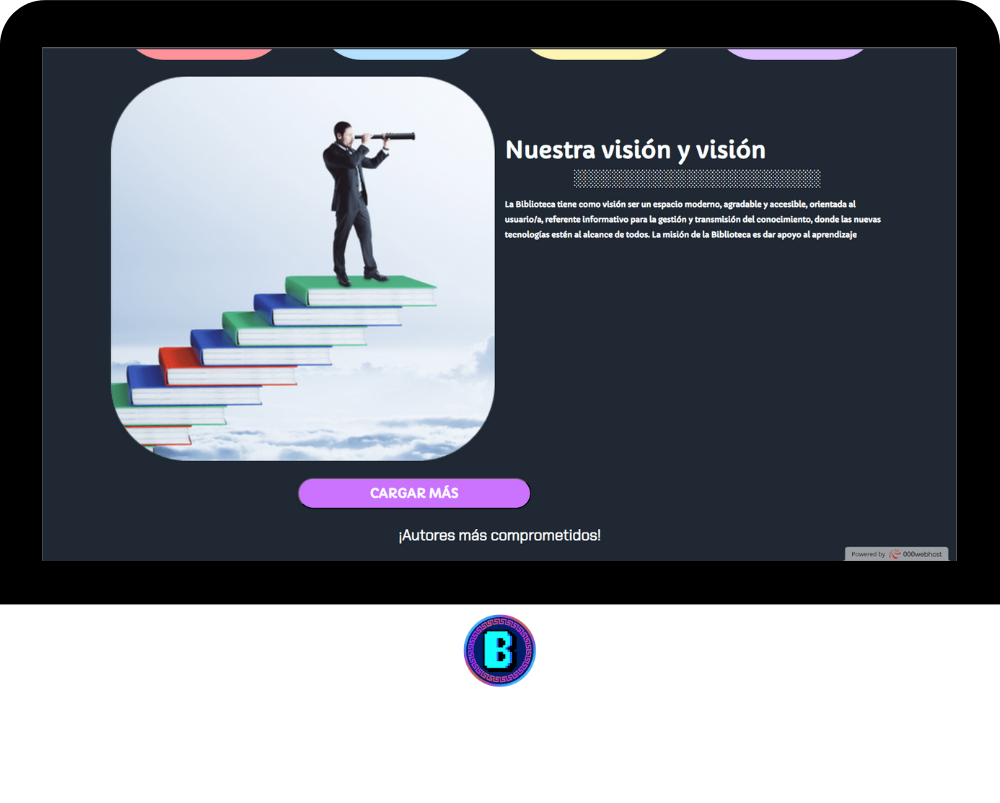 Nuestra visión y visión
La Biblioteca tiene como visión ser un espacio moderno, agradable y accesible, orientada al
usuario/a, referente informativo para la gestión y transmisión del conocimiento, donde las nuevas
tecnologías estén al alcance de todos. La misión de la Biblioteca es dar apoyo al aprendizaje
CARGAR MÁS
¡Autores más comprometidos!
Powered by 000webhost
B